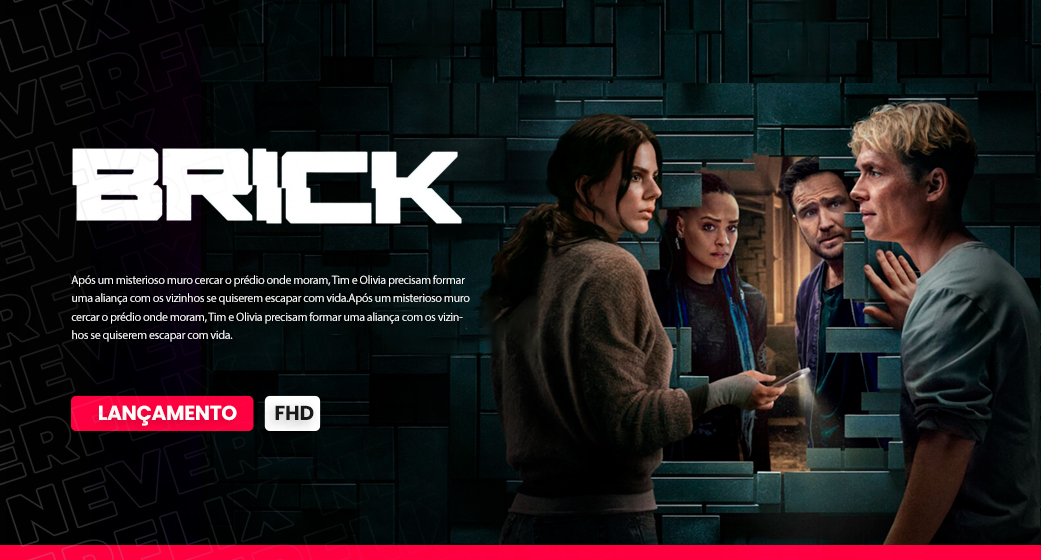 BRICK
Após um misterioso muro cercar o prédio onde moram, Tim e Olivia precisam formar
uma aliança com os vizinhos se quiserem escapar com vida.Após um misterioso muro
cercar o prédio onde moram, Tim e Olivia precisam formar uma aliança com os vizin-
hos se quiserem escapar com vida.
LANÇAMENTO
FHD
NEVERFLIX